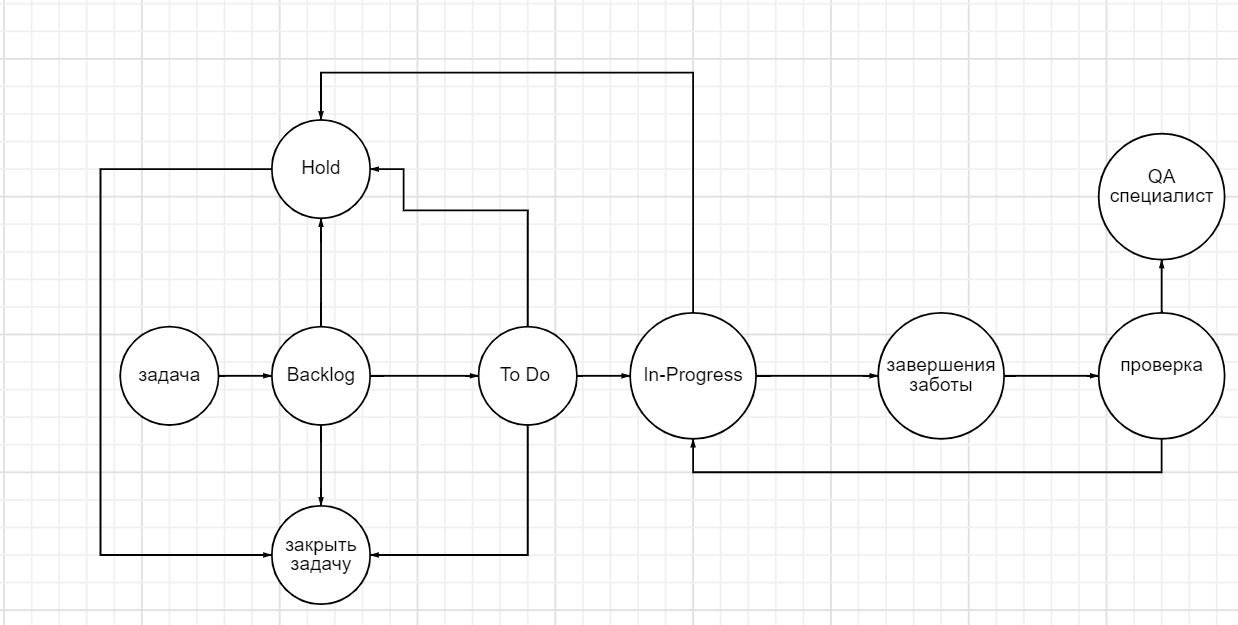 Hold
QA
специалист
задача
Backlog
To Do
In-Progress
завершения
заботы
проверка
закрыть
задачу